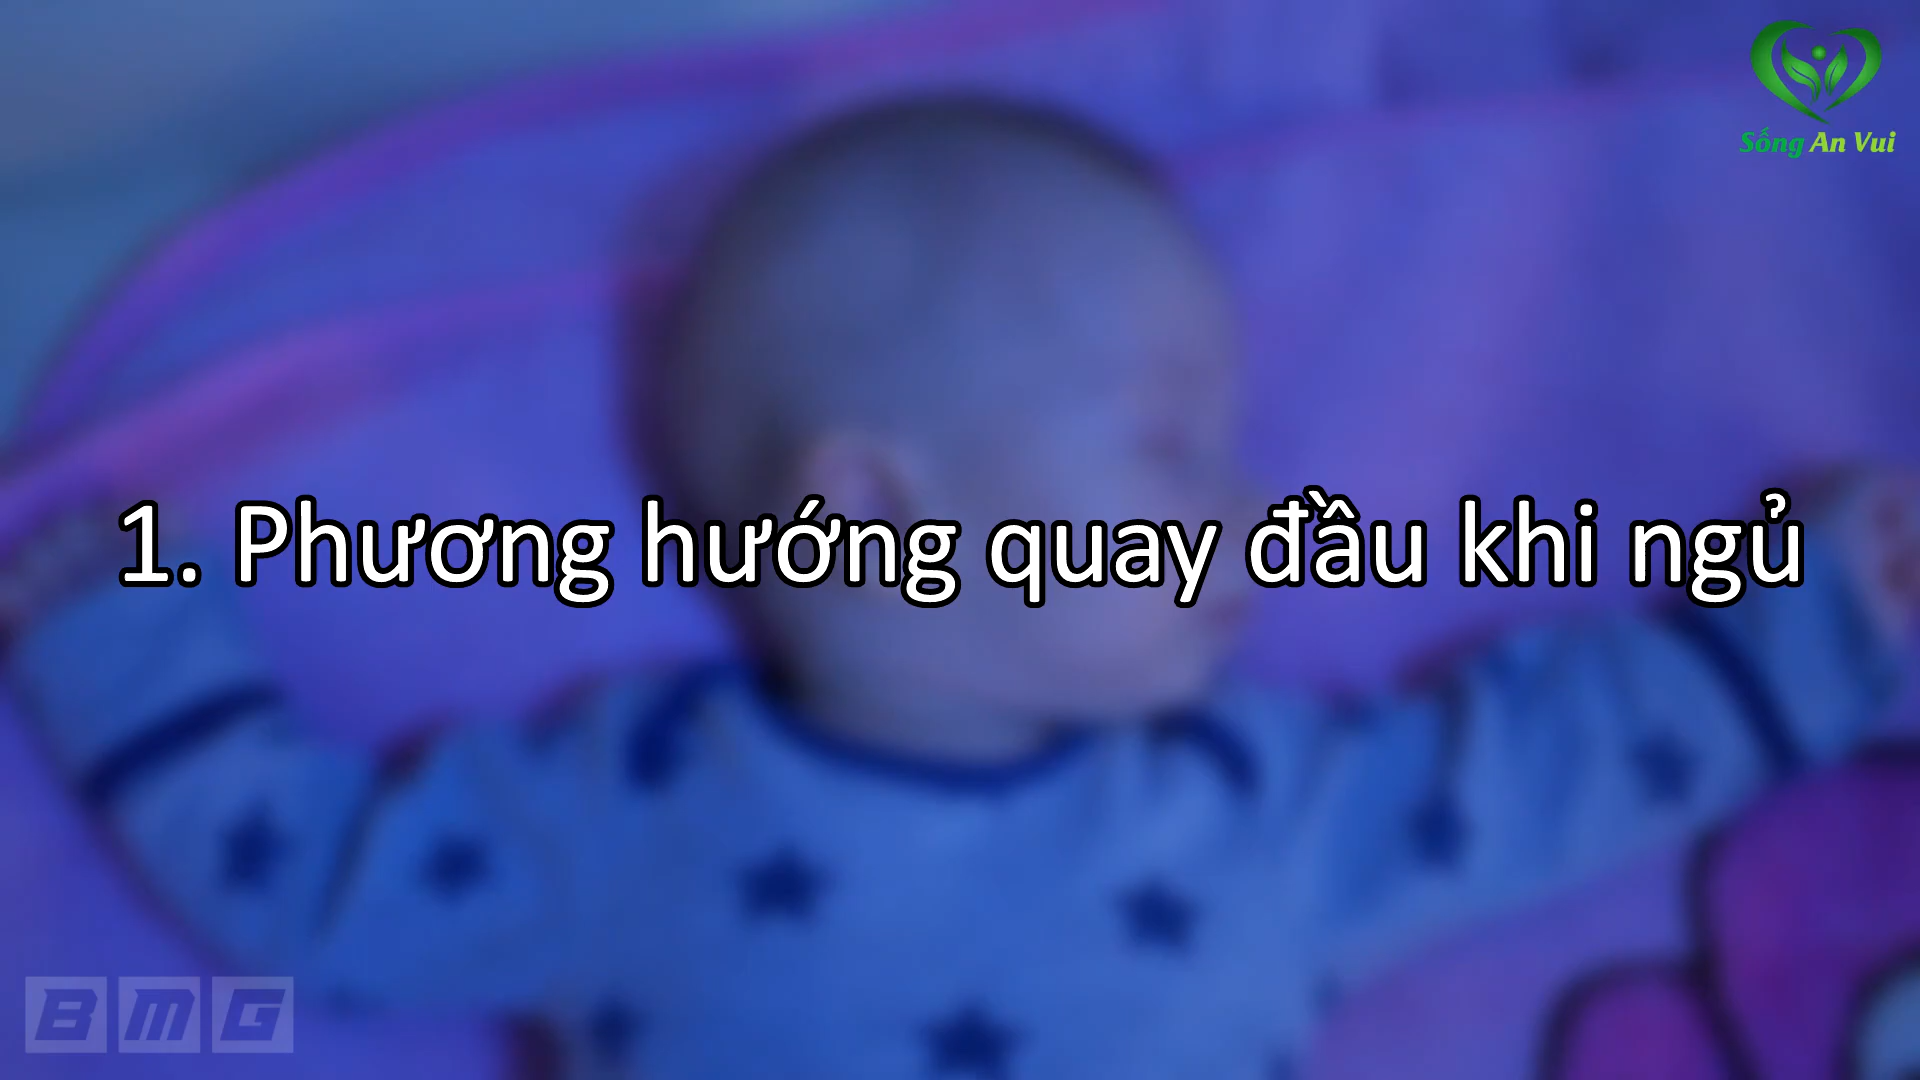 Sống An Vui
1. Phương hướng quay đầu khi ngủ
BMG